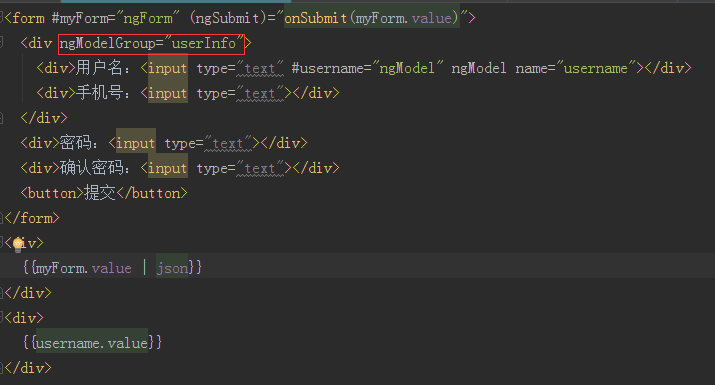 <form #myForm="ngForm" (ngSubmit)="onSubmit(myForm.value)">
<div ngModelGroup="userInfo">
<div>用户名：<input type="text" #username="ngModel" ngModel name="username"></div>
<div>手机号：<input type="text"></div>
</div>
<div>密码：<input type="text"></div>
<div>确认密码：<input type="text"></div>
<button>提交</button>
</form>
<div>
{{myForm.value | json}}
</div>
<div>
{{username.value}}
</div>